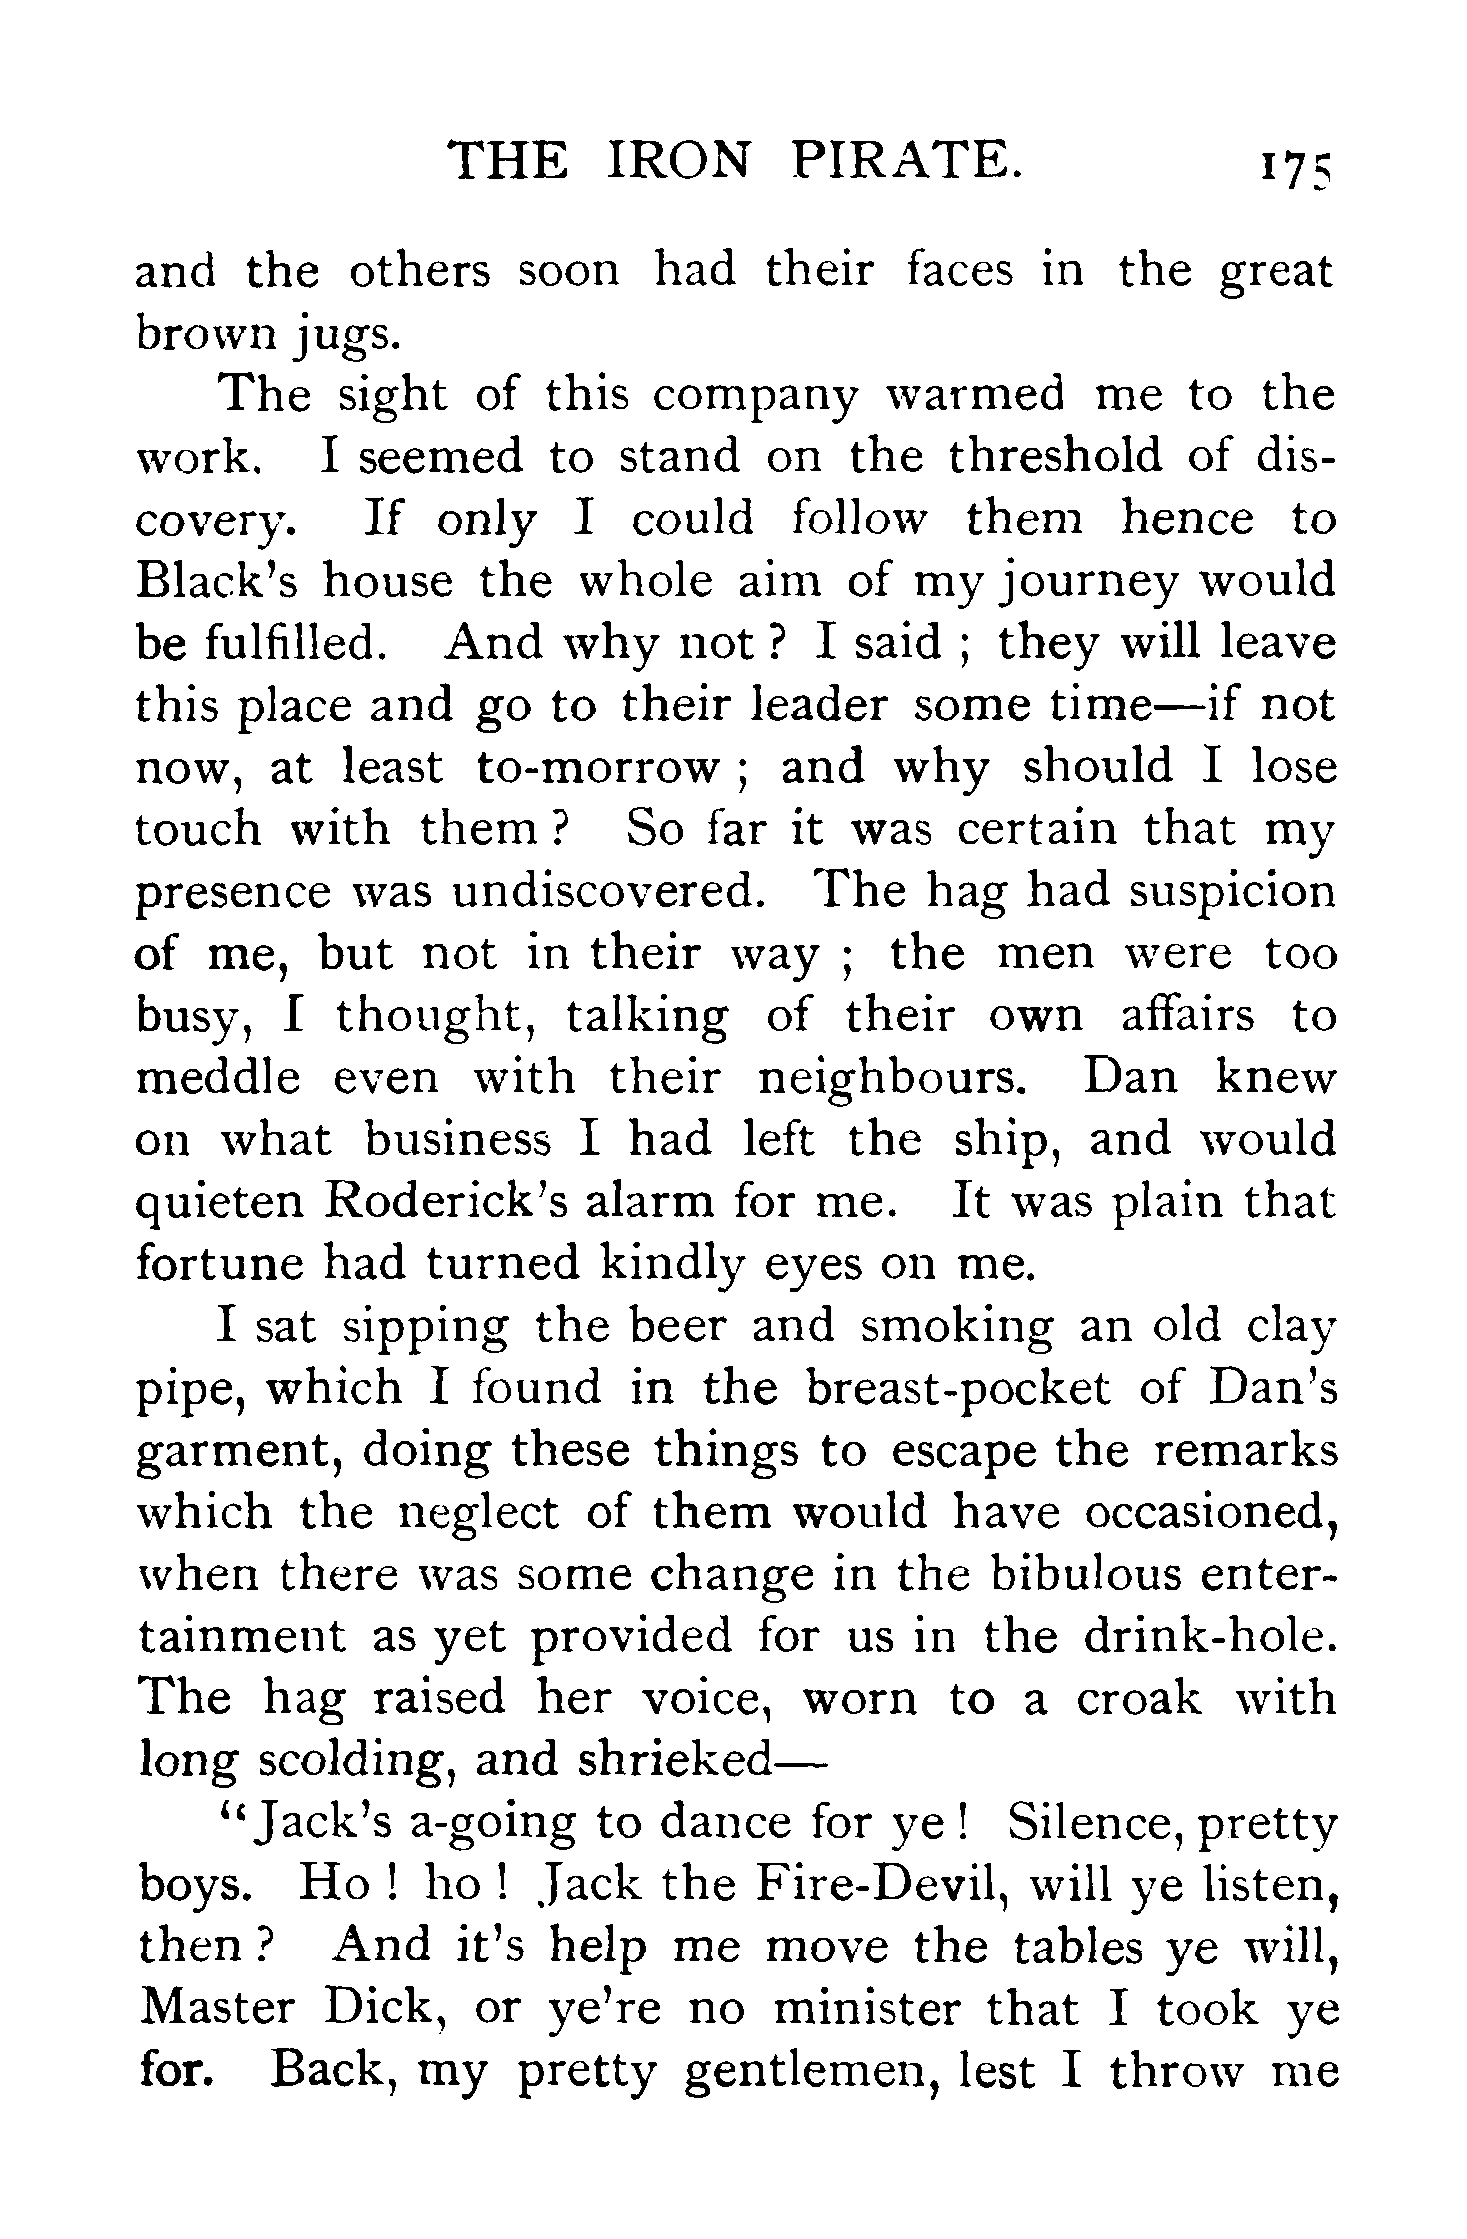 THE IRON PIRATE. 175
and the others soon had their faces in the great
brown jugs.
The sight of this company warmed me to the
work. I seemed to stand on the threshold of dis-
covery. If only I could follow them hence to
Black's house the whole aim of my journey would
be fulfilled. And why not ? I said ; they will leave
this place and go to their leader some time—if not
now, at least to-morrow ; and why should I lose
touch with them ? So far it was certain that my
presence was undiscovered. The hag had suspicion
of me, but not in their way ; the men were too
busy, I thought, talking of their own affairs to
meddle even with their neighbours. Dan knew
on what business I had left the ship, and would
quieten Roderick's alarm for me. It was plain that
fortune had turned kindly eyes on me.
I sat sipping the beer and smoking an old clay
pipe, which I found in the breast-pocket of Dan's
garment, doing these things to escape the remarks
which the neglect of them would have occasioned,
when there was some change in the bibulous enter-
tainment as yet provided for us in the drink-hole.
The hag raised her voice, worn to a croak with
long scolding, and shrieked—
“Jack's a-going to dance for ye ! Silence, pretty
boys. Ho ! ho ! Jack the Fire-Devil, will ye listen,
then ? And it's help me move the tables ye will,
Master Dick, or ye're no minister that I took ye
for. Back, my pretty gentlemen, lest I throw me